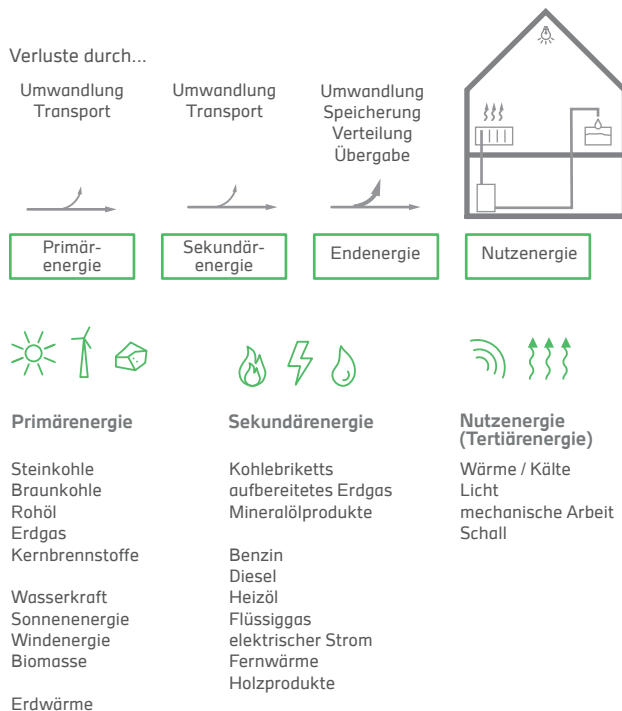 Verluste durch...
Umwandlung
Transport
Umwandlung
Transport
Umwandlung
Speicherung
Verteilung
Übergabe
Primär-
energie
Sekundär-
energie
Endenergie
Nutzenergie
Primärenergie
Steinkohle
Braunkohle
Rohöl
Erdgas
Kernbrennstoffe
Wasserkraft
Sonnenenergie
Windenergie
Biomasse
Erdwärme
Sekundärenergie
Kohlebriketts
aufbereitetes Erdgas
Mineralölprodukte
Benzin
Diesel
Heizöl
Flüssiggas
elektrischer Strom
Fernwärme
Holzprodukte
Nutzenergie
(Tertiärenergie)
Wärme / Kälte
Licht
mechanische Arbeit
Schall